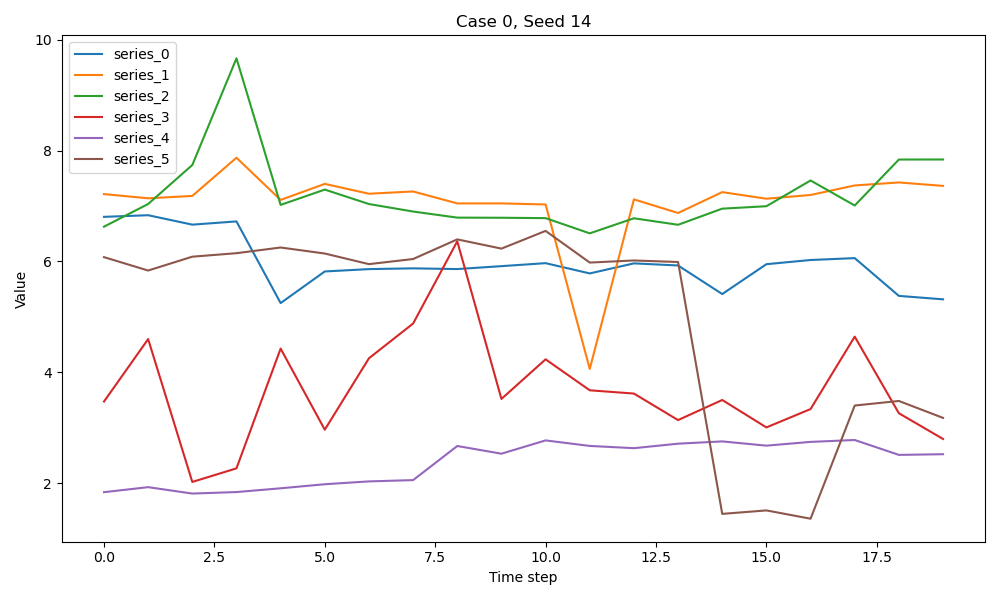 Case 0, Seed 14
10
8
6
4
2
Value
series_0
series_1
series_2
series_3
series_4
series_5
0.0 2.5 5.0 7.5 10.0 12.5 15.0 17.5
Time step